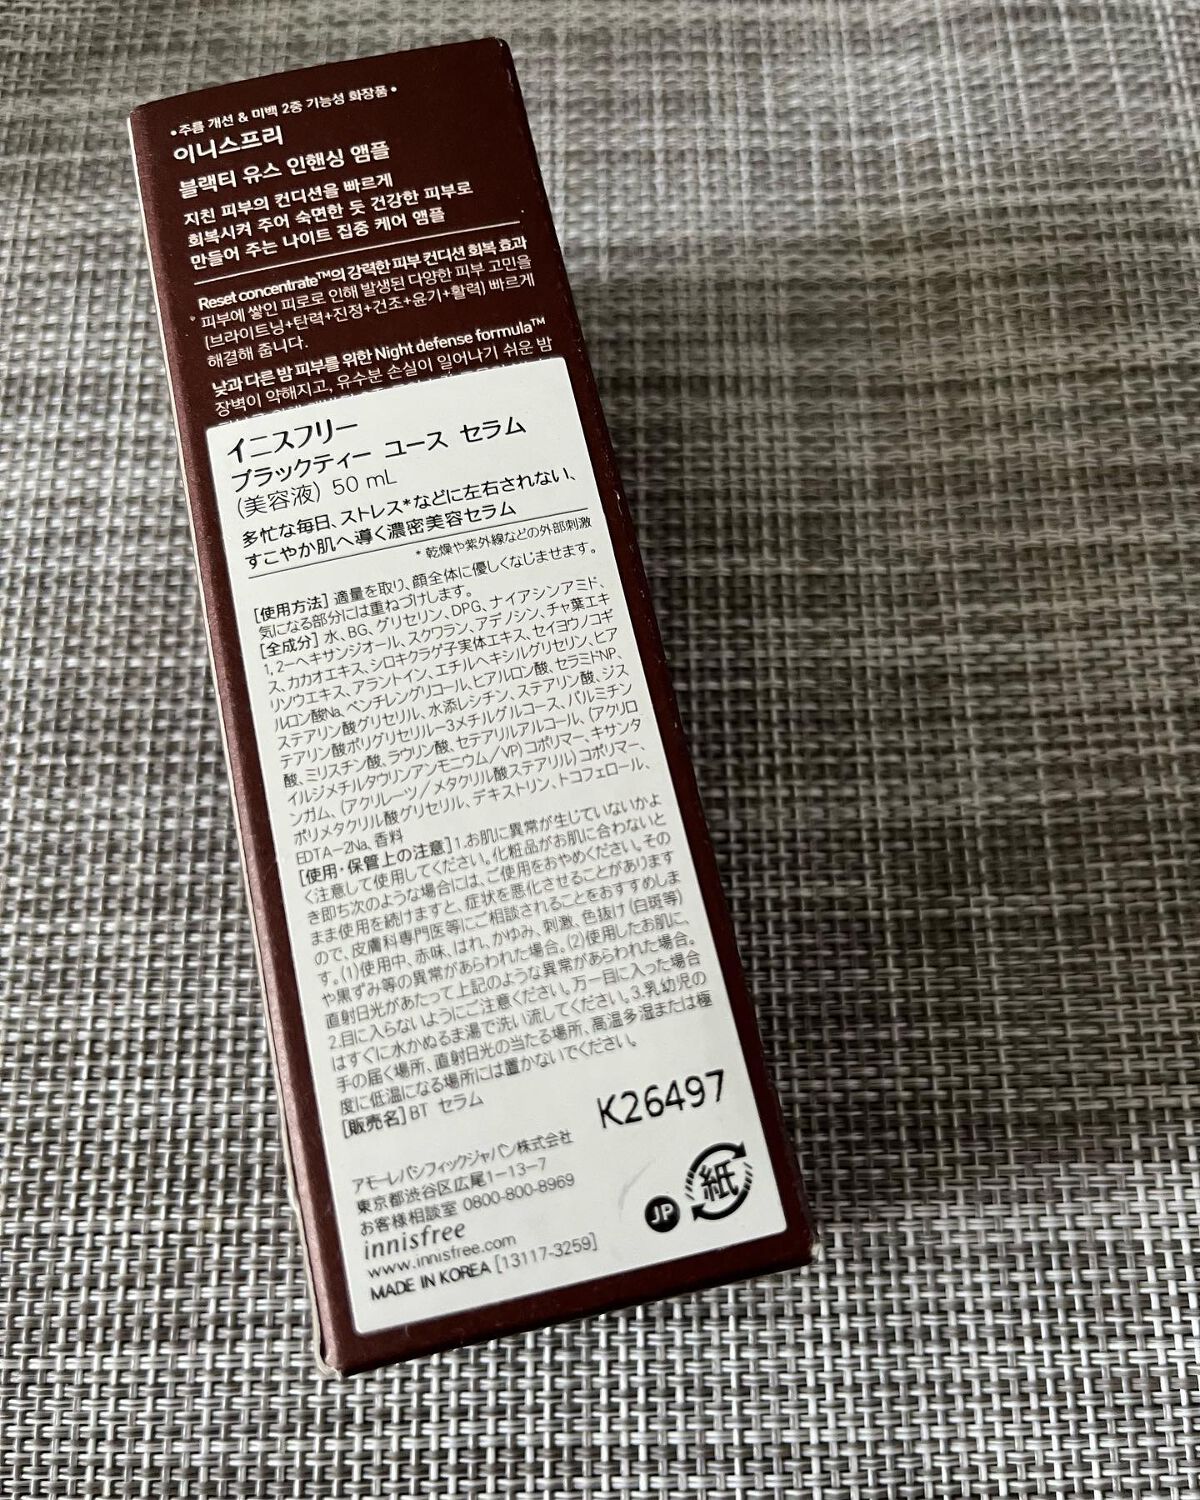 •주름 개선 & 미백 2중 기능성 화장품•
이니스프리
블랙티 유스 인핸싱 앰플
지친 피부의 컨디션을 빠르게
회복시켜 주어 숙면한 듯 건강한 피부로
만들어 주는 나이트 집중 케어 앰플
Reset concentrate™의 강력한 피부 컨디션 회복 효과
피부에 쌓인 피로로 인해 발생된 다양한 피부 고민을
(브라이트닝+탄력+진정+건조+윤기+활력) 빠르게
해결해 줍니다.
낮과 다른 밤 피부를 위한 Night defense formula™
장벽이 약해지고, 유수분 손실이 일어나기 쉬운 밤
イニスフリー
ブラックティー ユース セラム
(美容液) 50 mL
多忙な毎日、ストレス*などに左右されない、
すこやか肌へ導く濃密美容セラム
* 乾燥や紫外線などの外部刺激
[使用方法] 適量を取り、顔全体に優しくなじませます。
気になる部分には重ねづけします。
[全成分] 水、BG、グリセリン、DPG、ナイアシンアミド、
1,2-ヘキサンジオール、スクワラン、アデノシン、チャ葉エキ
ス、カカオエキス、シロキクラゲ子実体エキス、セイヨウノコギ
リソウエキス、アラントイン、エチルヘキシルグリセリン、ヒア
ルロン酸Na、ペンチレングリコール、ヒアルロン酸、セラミドNP、
ステアリン酸グリセリル、水添レシチン、ステアリン酸、ジス
テアリン酸ポリグリセリル-3メチルグルコース、パルミチン
酸、ミリスチン酸、ラウリン酸、セテアリルアルコール、(アクリロ
イルジメチルタウリンアンモニウム/VP)コポリマー、キサンタ
ンガム、(アクリレーツ/メタクリル酸ステアリル)コポリマー、
ポリメタクリル酸グリセリル、デキストリン、トコフェロール、
EDTA-2Na、香料
[使用・保管上の注意] 1.お肌に異常が生じていないかよ
く注意して使用してください。化粧品がお肌に合わないと
き即ち次のような場合には、ご使用をおやめください。その
まま使用を続けますと、症状を悪化させることがあります
ので、皮膚科専門医等にご相談されることをおすすめしま
す。(1)使用中、赤味、はれ、かゆみ、刺激、色抜け(白斑等)
や黒ずみ等の異常があらわれた場合。(2)使用したお肌に、
直射日光があたって上記のような異常があらわれた場合。
2.目に入らないようにご注意ください。万一目に入った場合
はすぐに水かぬるま湯で洗い流してください。3.乳幼児の
手の届く場所、直射日光の当たる場所、高温多湿または極
度に低温になる場所には置かないでください。
[販売名] BT セラム
K26497
アモーレパシフィックジャパン株式会社
東京都渋谷区広尾1-13-7
お客様相談室 0800-800-8969
innisfree
www.innisfree.com
MADE IN KOREA [13117-3259]
JP
紙